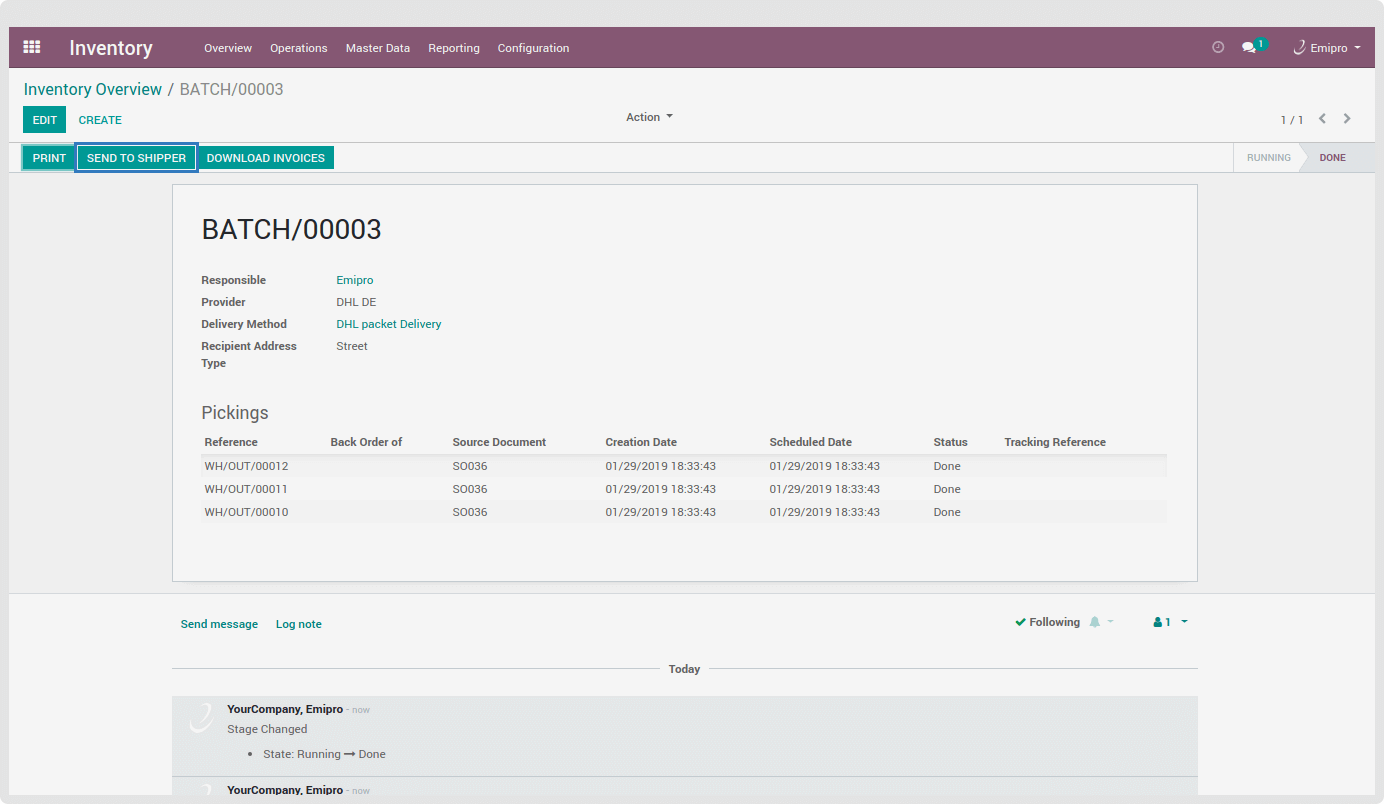 Inventory Overview Operations Master Data Reporting Configuration 1 Emipro
Inventory Overview / BATCH/00003
EDIT CREATE Action 1 / 1
PRINT SEND TO SHIPPER DOWNLOAD INVOICES RUNNING DONE
BATCH/00003
Responsible Emipro
Provider DHL DE
Delivery Method DHL packet Delivery
Recipient Address Street
Type
Pickings
Reference Back Order of Source Document Creation Date Scheduled Date Status Tracking Reference
WH/OUT/00012 SO036 01/29/2019 18:33:43 01/29/2019 18:33:43 Done
WH/OUT/00011 SO036 01/29/2019 18:33:43 01/29/2019 18:33:43 Done
WH/OUT/00010 SO036 01/29/2019 18:33:43 01/29/2019 18:33:43 Done
Send message Log note Following 1
Today
YourCompany, Emipro - now
Stage Changed
• State: Running → Done
YourCompany, Emipro - now